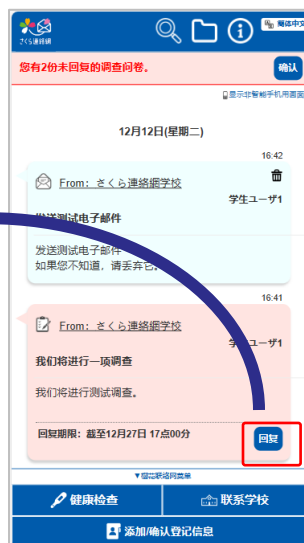 さくら連絡網
簡体中文
您有2份未回复的调查问卷。
确认
显示非智能手机用画面
12月12日(星期二)
16:42
From: さくら連絡網学校
学生ユーザ1
发送测试电子邮件
发送测试电子邮件
如果您不知道，请丢弃它。
16:41
From: さくら連絡網学校
学生ユーザ1
我们将进行一项调查
我们将进行测试调查。
回复期限：截至12月27日 17点00分
回复
▼樱花联络网菜单
健康检查
联系学校
添加/确认登记信息